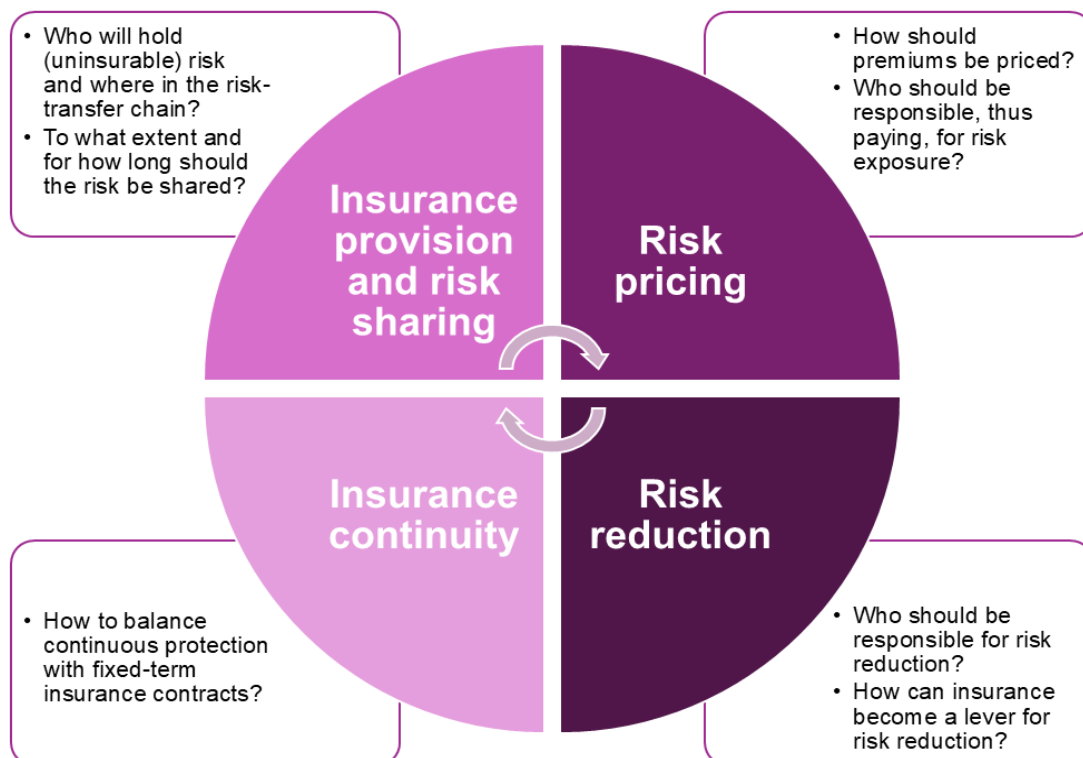 • Who will hold
(uninsurable) risk
and where in the risk-
transfer chain?
• To what extent and
for how long should
the risk be shared?
• How should
premiums be priced?
• Who should be
responsible, thus
paying, for risk
exposure?
Insurance
provision
and risk
sharing
Risk
pricing
Insurance
continuity
Risk
reduction
• How to balance
continuous protection
with fixed-term
insurance contracts?
• Who should be
responsible for risk
reduction?
• How can insurance
become a lever for
risk reduction?